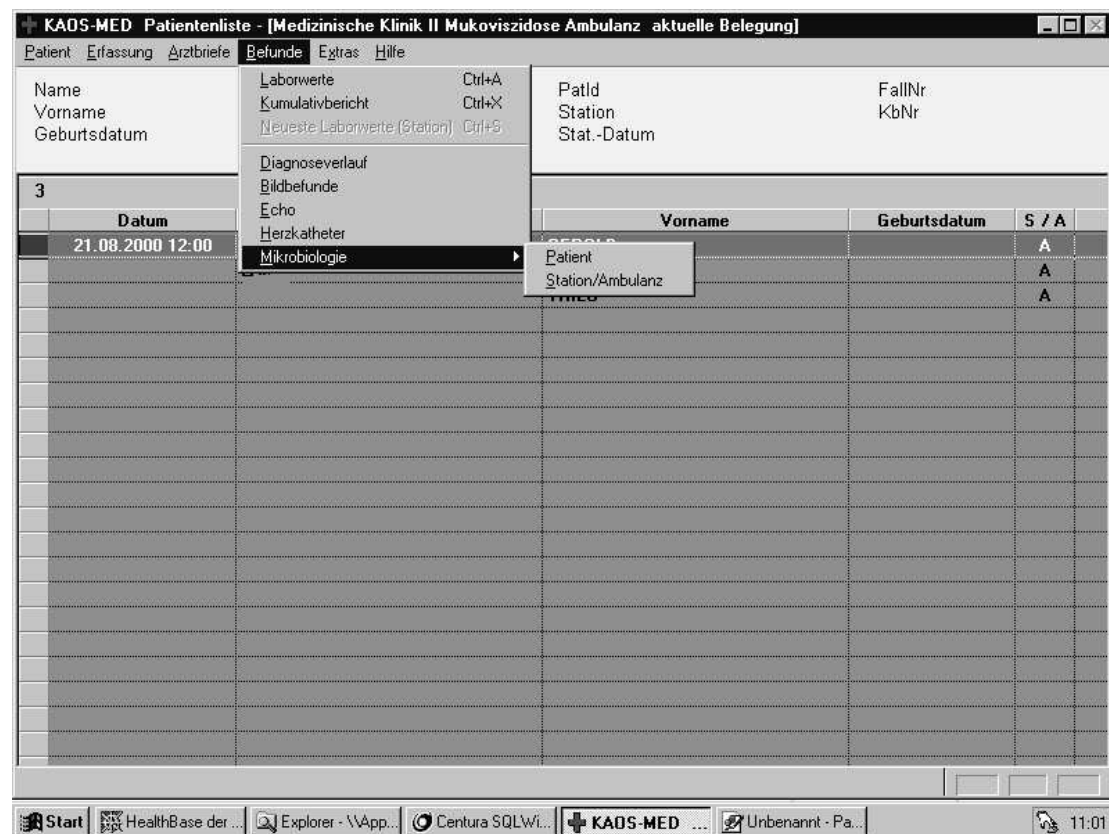 KAOS-MED Patientenliste - [Medizinische Klinik II Mukoviszidose Ambulanz aktuelle Belegung]
Patient Erfassung Arztbriefe Befunde Extras Hilfe
Laborwerte Ctrl+A
Kumulativbericht Ctrl+X
Neueste Laborwerte (Station) Ctrl+S
Diagnoseverlauf
Bildbefunde
Echo
Herzkatheter
Mikrobiologie
Patient
Station/Ambulanz
Name
Vorname
Geburtsdatum
PatId
Station
Stat.-Datum
FallNr
KbNr
3
Datum Vorname Geburtsdatum S / A
21.08.2000 12:00 A
A
A
Start HealthBase der ... Explorer - \\App... Centura SQLWi... KAOS-MED ... Unbenannt - Pa... 11:01